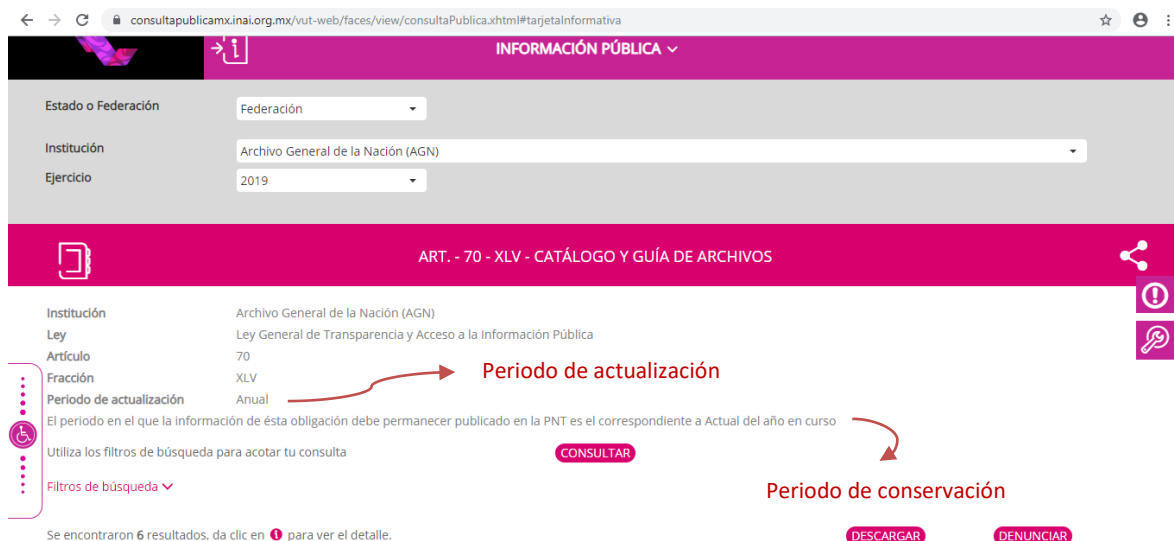 consultapublicamx.inai.org.mx/vut-web/faces/view/consultaPublica.xhtml#tarjetaInformativa
INFORMACIÓN PÚBLICA
Estado o Federación Federación
Institución Archivo General de la Nación (AGN)
Ejercicio 2019
ART. - 70 - XLV - CATÁLOGO Y GUÍA DE ARCHIVOS
Institución Archivo General de la Nación (AGN)
Ley Ley General de Transparencia y Acceso a la Información Pública
Artículo 70
Fracción XLV
Periodo de actualización
Periodo de actualización Anual
El periodo en el que la información de ésta obligación debe permanecer publicado en la PNT es el correspondiente a Actual del año en curso
Utiliza los filtros de búsqueda para acotar tu consulta CONSULTAR
Filtros de búsqueda
Periodo de conservación
Se encontraron 6 resultados, da clic en i para ver el detalle. DESCARGAR DENUNCIAR